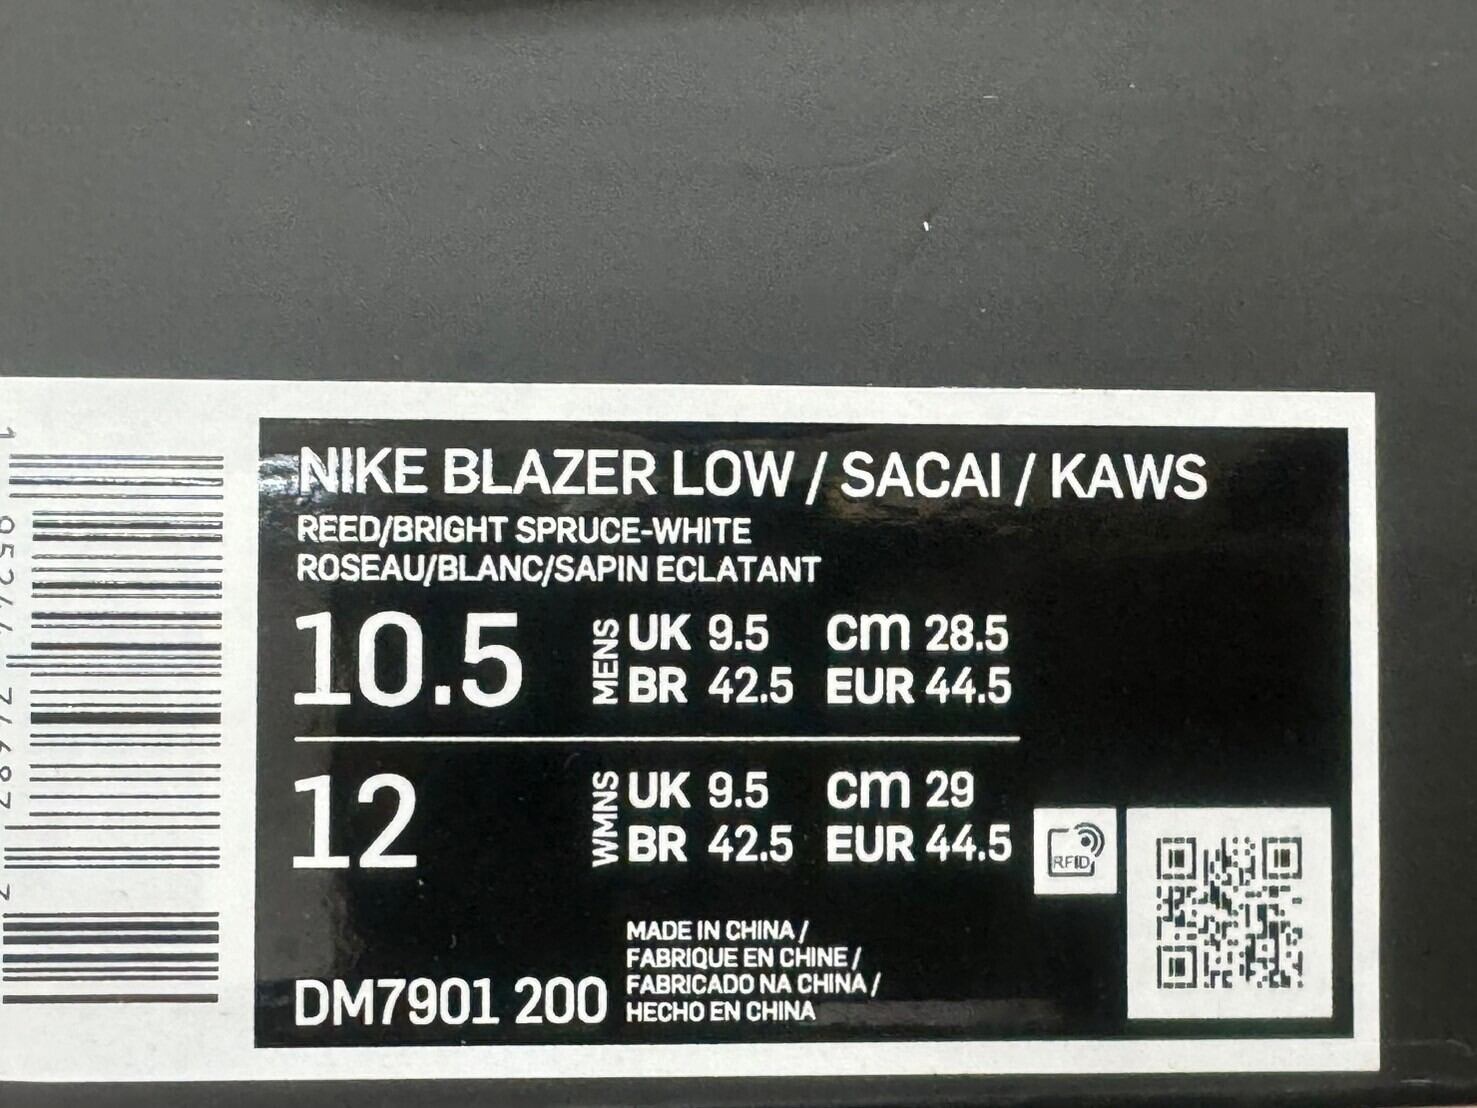 NIKE BLAZER LOW / SACAI / KAWS
REED/BRIGHT SPRUCE-WHITE
ROSEAU/BLANC/SAPIN ECLATANT
10.5 MENS UK 9.5 CM 28.5
BR 42.5 EUR 44.5
12 WMNS UK 9.5 CM 29
BR 42.5 EUR 44.5
RFID
MADE IN CHINA /
FABRIQUE EN CHINE /
FABRICADO NA CHINA /
HECHO EN CHINA
DM7901 200